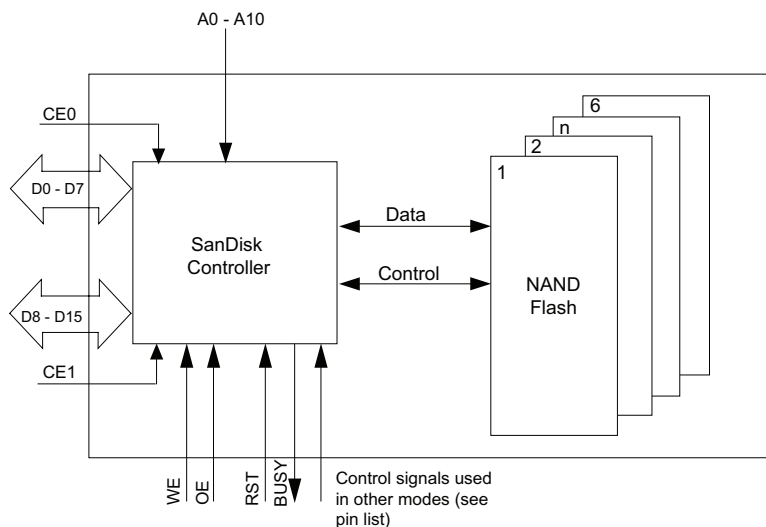 A0 - A10
CE0
6
n
2
1
D0 - D7
Data
SanDisk
Controller
Control
NAND
Flash
D8 - D15
CE1
WE
OE
RST
BUSY
Control signals used
in other modes (see
pin list)